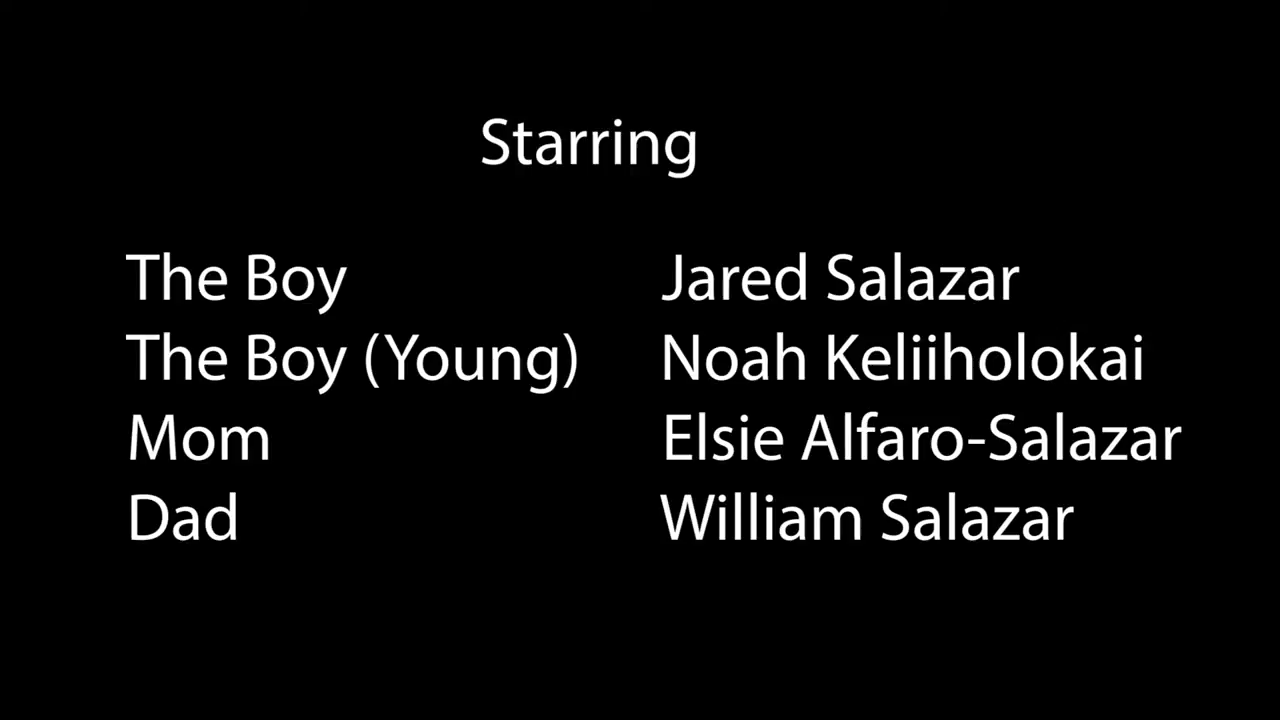 Starring
The Boy Jared Salazar
The Boy (Young) Noah Keliiholokai
Mom Elsie Alfaro-Salazar
Dad William Salazar